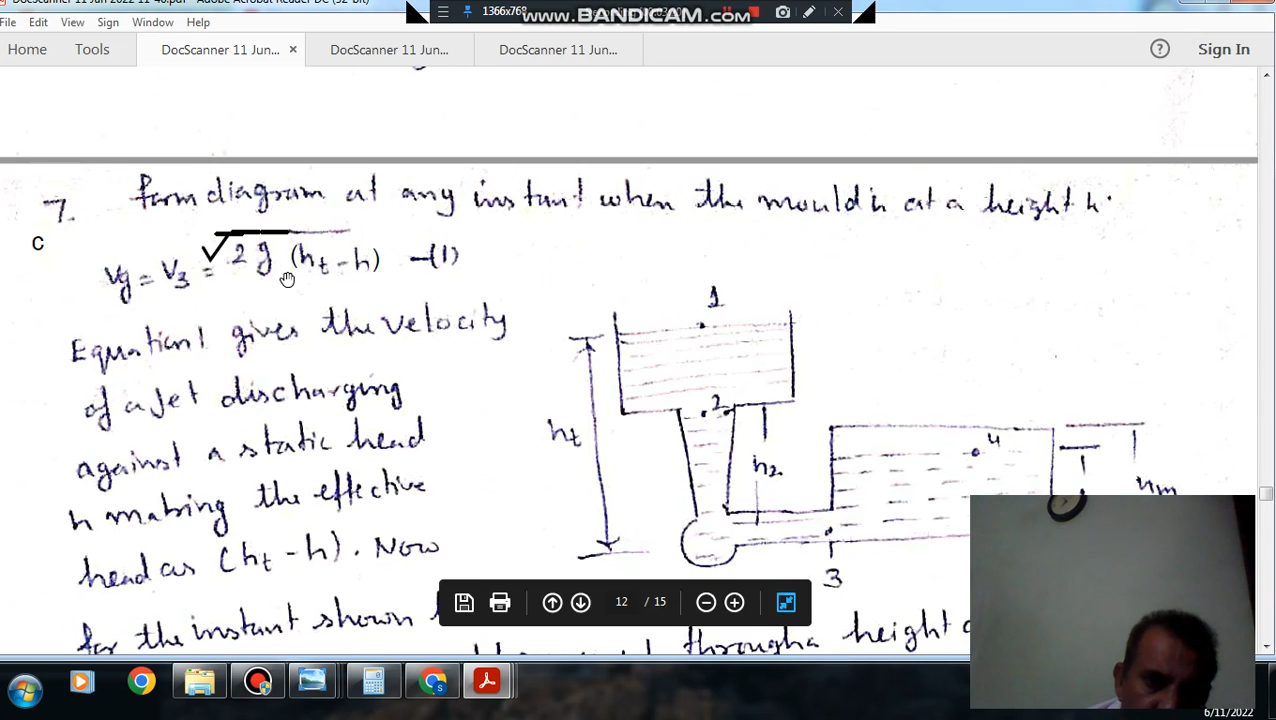 DocScanner 11 Jun 2022 11-46.pdf - Adobe Acrobat Reader DC (32-bit)
File Edit View Sign Window Help
1366x768
www.BANDICAM.com
Home Tools DocScanner 11 Jun... × DocScanner 11 Jun... DocScanner 11 Jun... Sign In
7. form diagram at any instant when the mould is at a height h.
C
Vg = V3 = √2g (ht - h) -(1)
Equation 1 gives the velocity
of a Jet discharging
against a static head
h making the effective
head as (ht - h). Now
for the instant shown
1
2
ht
h2
4
hm
3
through a height
12 / 15
6/11/2022